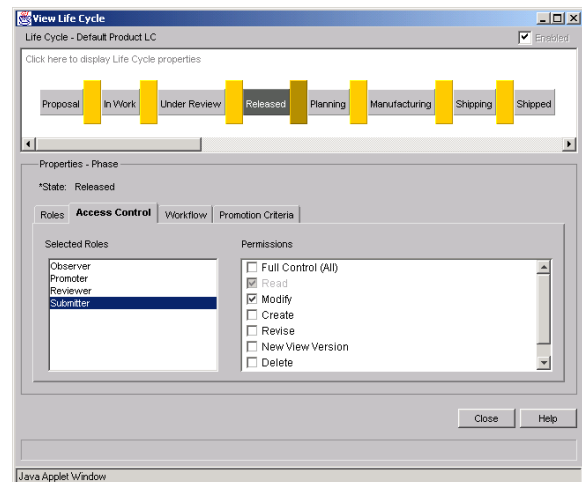 View Life Cycle
Life Cycle - Default Product LC
Enabled
Click here to display Life Cycle properties
Proposal In Work Under Review Released Planning Manufacturing Shipping Shipped
Properties - Phase
*State: Released
Roles Access Control Workflow Promotion Criteria
Selected Roles Permissions
Observer
Promoter
Reviewer
Submitter
Full Control (All)
Read
Modify
Create
Revise
New View Version
Delete
Close Help
Java Applet Window